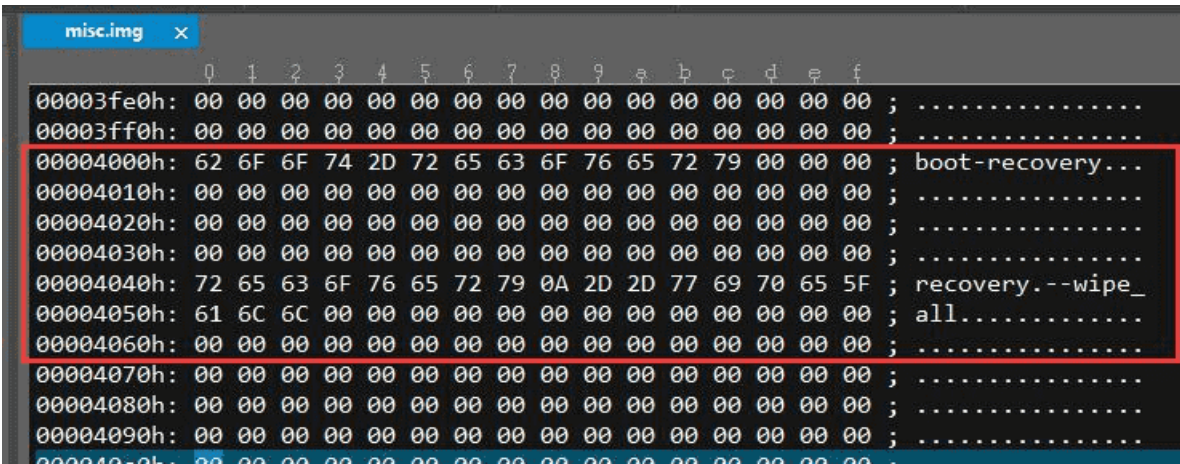 misc.img ×
0 1 2 3 4 5 6 7 8 9 a b c d e f
00003fe0h: 00 00 00 00 00 00 00 00 00 00 00 00 00 00 00 00 ; ................
00003ff0h: 00 00 00 00 00 00 00 00 00 00 00 00 00 00 00 00 ; ................
00004000h: 62 6F 6F 74 2D 72 65 63 6F 76 65 72 79 00 00 00 ; boot-recovery...
00004010h: 00 00 00 00 00 00 00 00 00 00 00 00 00 00 00 00 ; ................
00004020h: 00 00 00 00 00 00 00 00 00 00 00 00 00 00 00 00 ; ................
00004030h: 00 00 00 00 00 00 00 00 00 00 00 00 00 00 00 00 ; ................
00004040h: 72 65 63 6F 76 65 72 79 0A 2D 2D 77 69 70 65 5F ; recovery.--wipe_
00004050h: 61 6C 6C 00 00 00 00 00 00 00 00 00 00 00 00 00 ; all.............
00004060h: 00 00 00 00 00 00 00 00 00 00 00 00 00 00 00 00 ; ................
00004070h: 00 00 00 00 00 00 00 00 00 00 00 00 00 00 00 00 ; ................
00004080h: 00 00 00 00 00 00 00 00 00 00 00 00 00 00 00 00 ; ................
00004090h: 00 00 00 00 00 00 00 00 00 00 00 00 00 00 00 00 ; ................